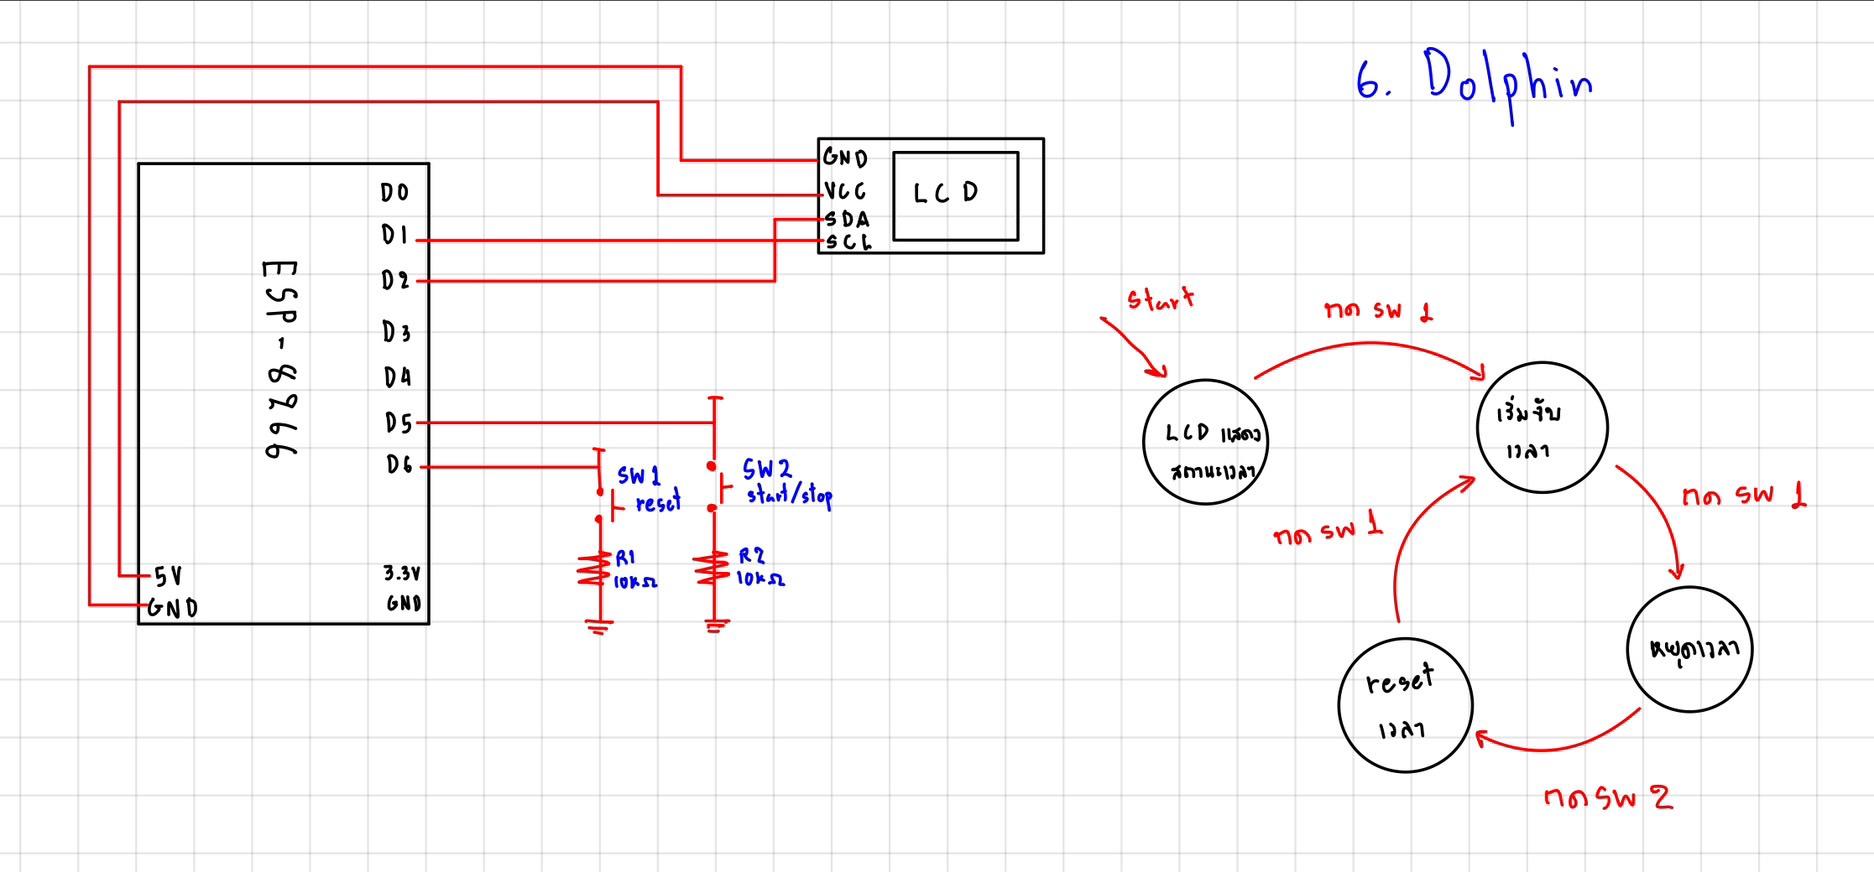 6. Dolphin
GND
VCC
SDA
SCL
LCD
D0
D1
D2
D3
D4
D5
D6
ESP-8266
5V
GND
3.3V
GND
SW1
reset
R1
10kΩ
SW2
start/stop
R2
10kΩ
start
LCD แสดง
สถานะเวลา
กด sw 1
เริ่มจับ
เวลา
กด sw 1
หยุดเวลา
กด sw 2
reset
เวลา
กด sw 1